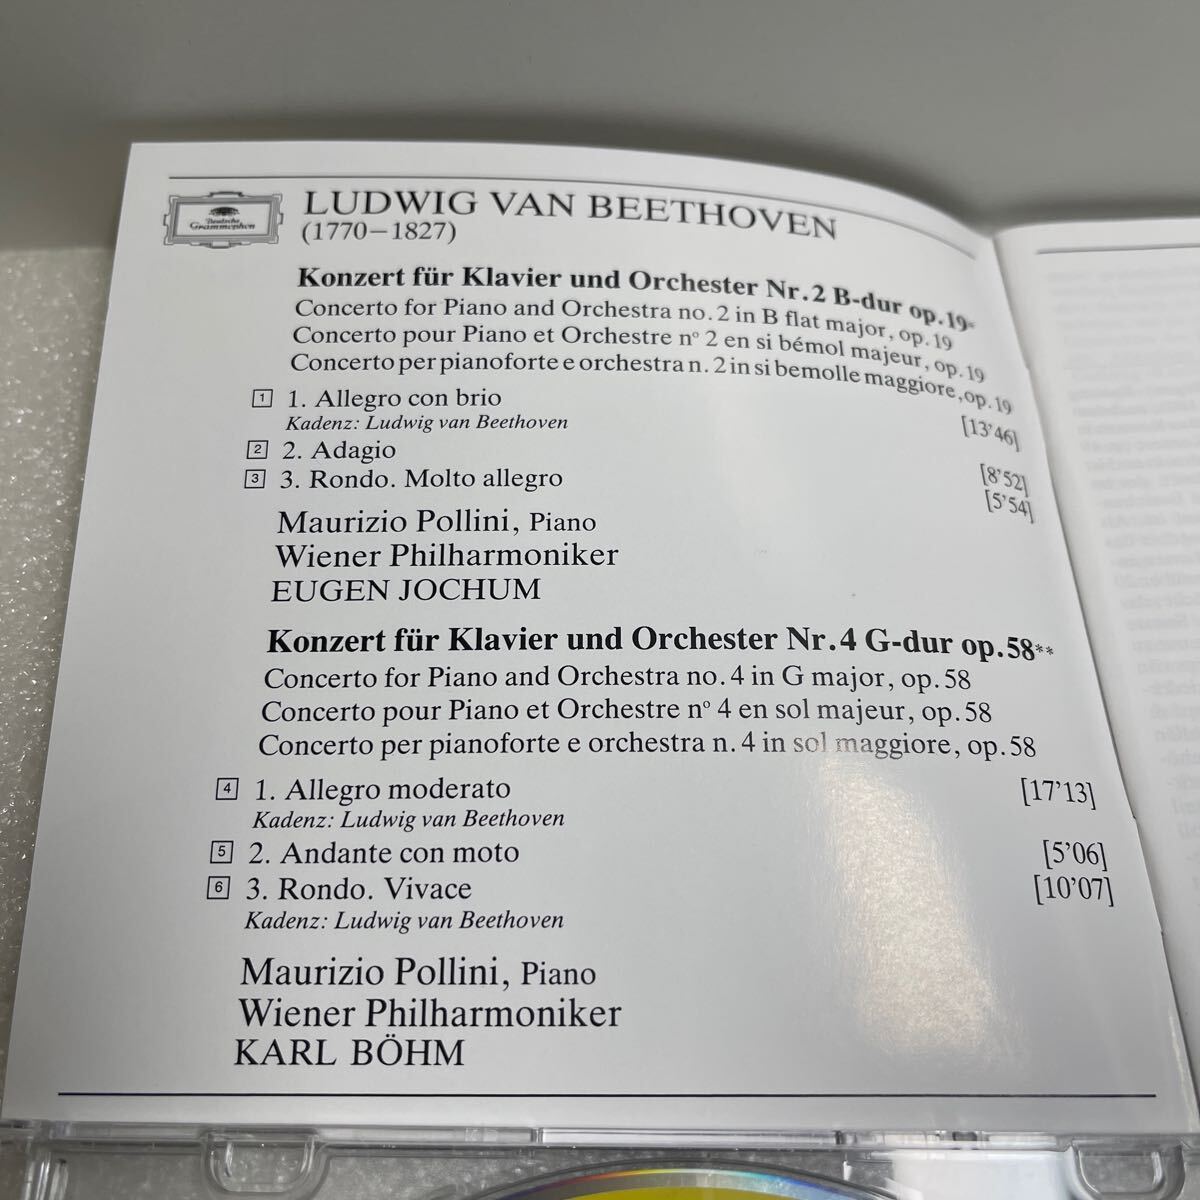 Deutsche
Grammophon
LUDWIG VAN BEETHOVEN
(1770–1827)
Konzert für Klavier und Orchester Nr. 2 B-dur op. 19*
Concerto for Piano and Orchestra no. 2 in B flat major, op. 19
Concerto pour Piano et Orchestre nº 2 en si bémol majeur, op. 19
Concerto per pianoforte e orchestra n. 2 in si bemolle maggiore, op. 19
1 1. Allegro con brio [13'46]
Kadenz: Ludwig van Beethoven
2 2. Adagio [8'52]
3 3. Rondo. Molto allegro [5'54]
Maurizio Pollini, Piano
Wiener Philharmoniker
EUGEN JOCHUM
Konzert für Klavier und Orchester Nr. 4 G-dur op. 58**
Concerto for Piano and Orchestra no. 4 in G major, op. 58
Concerto pour Piano et Orchestre nº 4 en sol majeur, op. 58
Concerto per pianoforte e orchestra n. 4 in sol maggiore, op. 58
4 1. Allegro moderato [17'13]
Kadenz: Ludwig van Beethoven
5 2. Andante con moto [5'06]
6 3. Rondo. Vivace [10'07]
Kadenz: Ludwig van Beethoven
Maurizio Pollini, Piano
Wiener Philharmoniker
KARL BÖHM